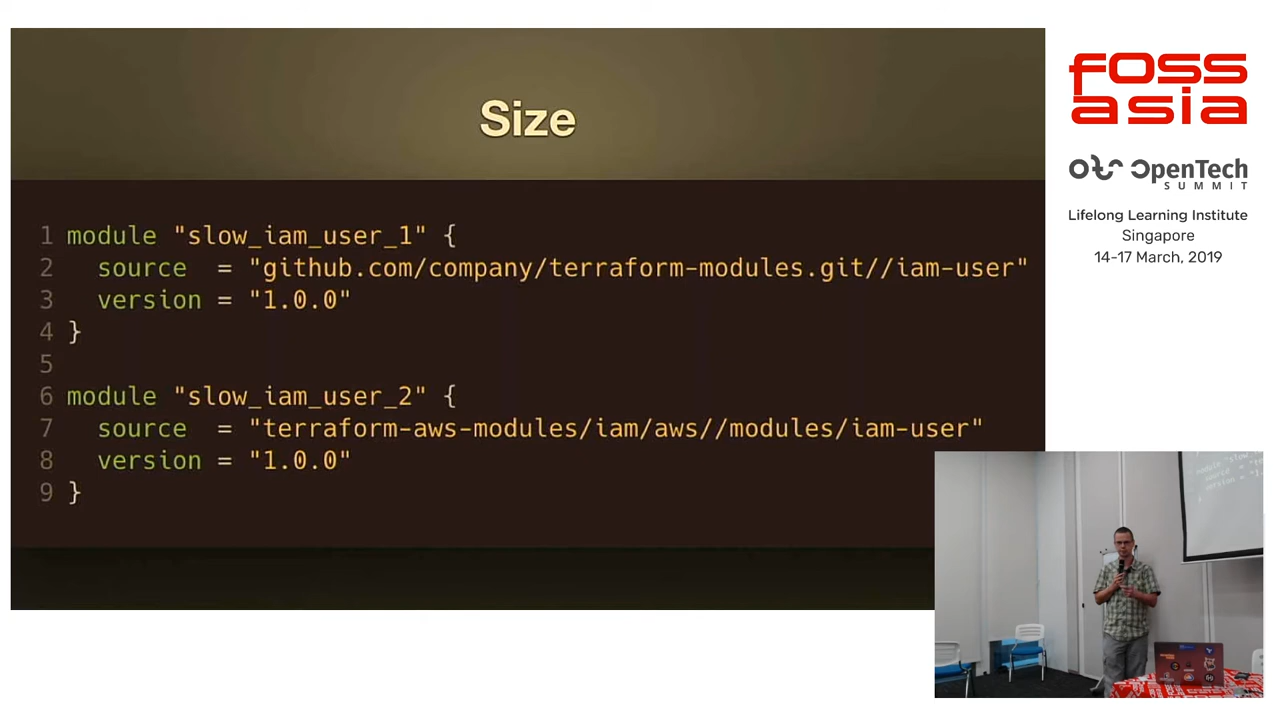 Size
1 module "slow_iam_user_1" {
2 source = "github.com/company/terraform-modules.git//iam-user"
3 version = "1.0.0"
4 }
5
6 module "slow_iam_user_2" {
7 source = "terraform-aws-modules/iam/aws//modules/iam-user"
8 version = "1.0.0"
9 }
FOSS
asia
OpenTech
SUMMIT
Lifelong Learning Institute
Singapore
14-17 March, 2019